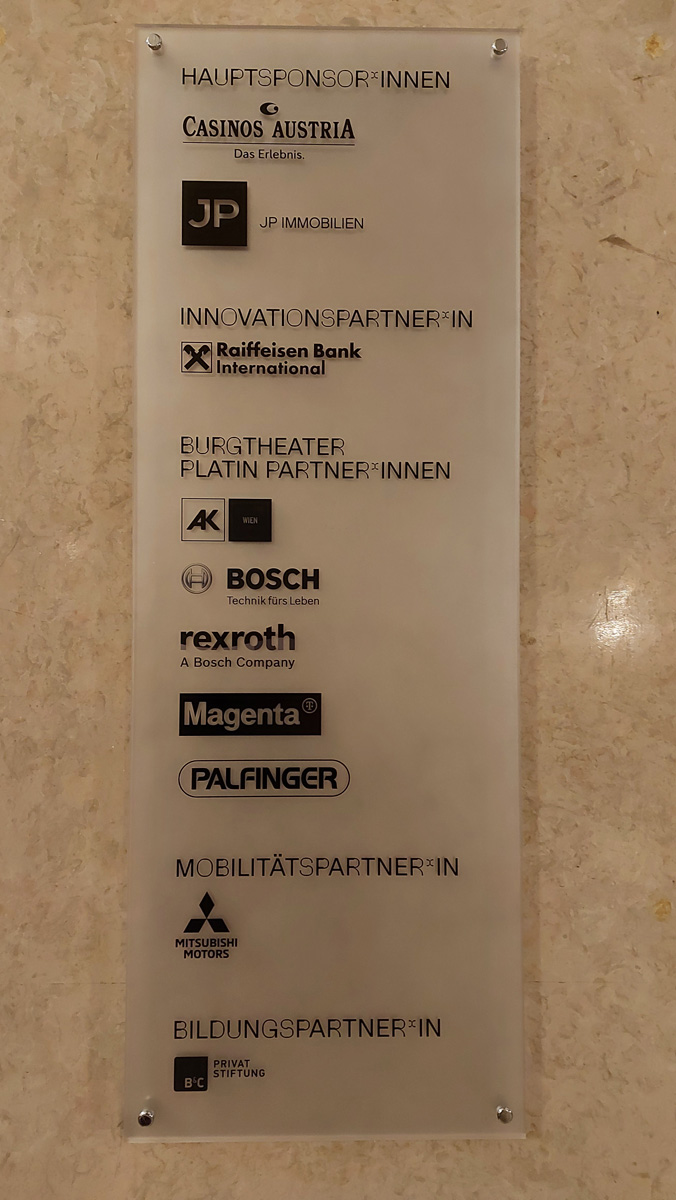 HAUPTSPONSOR*INNEN
CASINOS AUSTRIA
Das Erlebnis.
JP JP IMMOBILIEN
INNOVATIONSPARTNER*IN
Raiffeisen Bank
International
BURGTHEATER
PLATIN PARTNER*INNEN
AK WIEN
BOSCH
Technik fürs Leben
rexroth
A Bosch Company
Magenta T
PALFINGER
MOBILITÄTSPARTNER*IN
MITSUBISHI
MOTORS
BILDUNGSPARTNER*IN
B&C PRIVAT
STIFTUNG